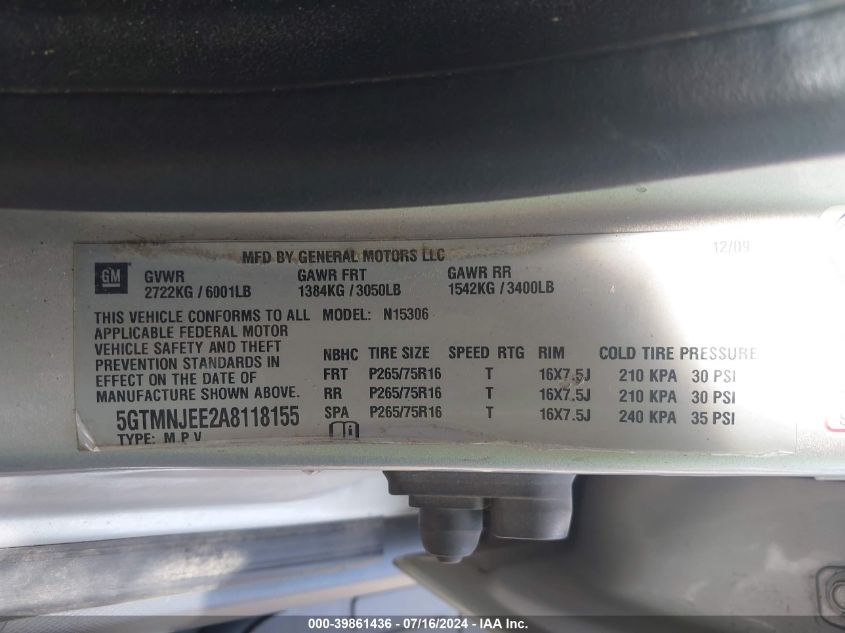 MFD BY GENERAL MOTORS LLC
12/09
GM
GVWR GAWR FRT GAWR RR
2722KG / 6001LB 1384KG / 3050LB 1542KG / 3400LB
THIS VEHICLE CONFORMS TO ALL MODEL: N15306
APPLICABLE FEDERAL MOTOR
VEHICLE SAFETY AND THEFT
PREVENTION STANDARDS IN
EFFECT ON THE DATE OF
MANUFACTURE SHOWN ABOVE.
5GTMNJEE2A8118155
TYPE: M P V
NBHC TIRE SIZE SPEED RTG RIM COLD TIRE PRESSURE
FRT P265/75R16 T 16X7.5J 210 KPA 30 PSI
RR P265/75R16 T 16X7.5J 210 KPA 30 PSI
SPA P265/75R16 T 16X7.5J 240 KPA 35 PSI
000-39861436 - 07/16/2024 - IAA Inc.